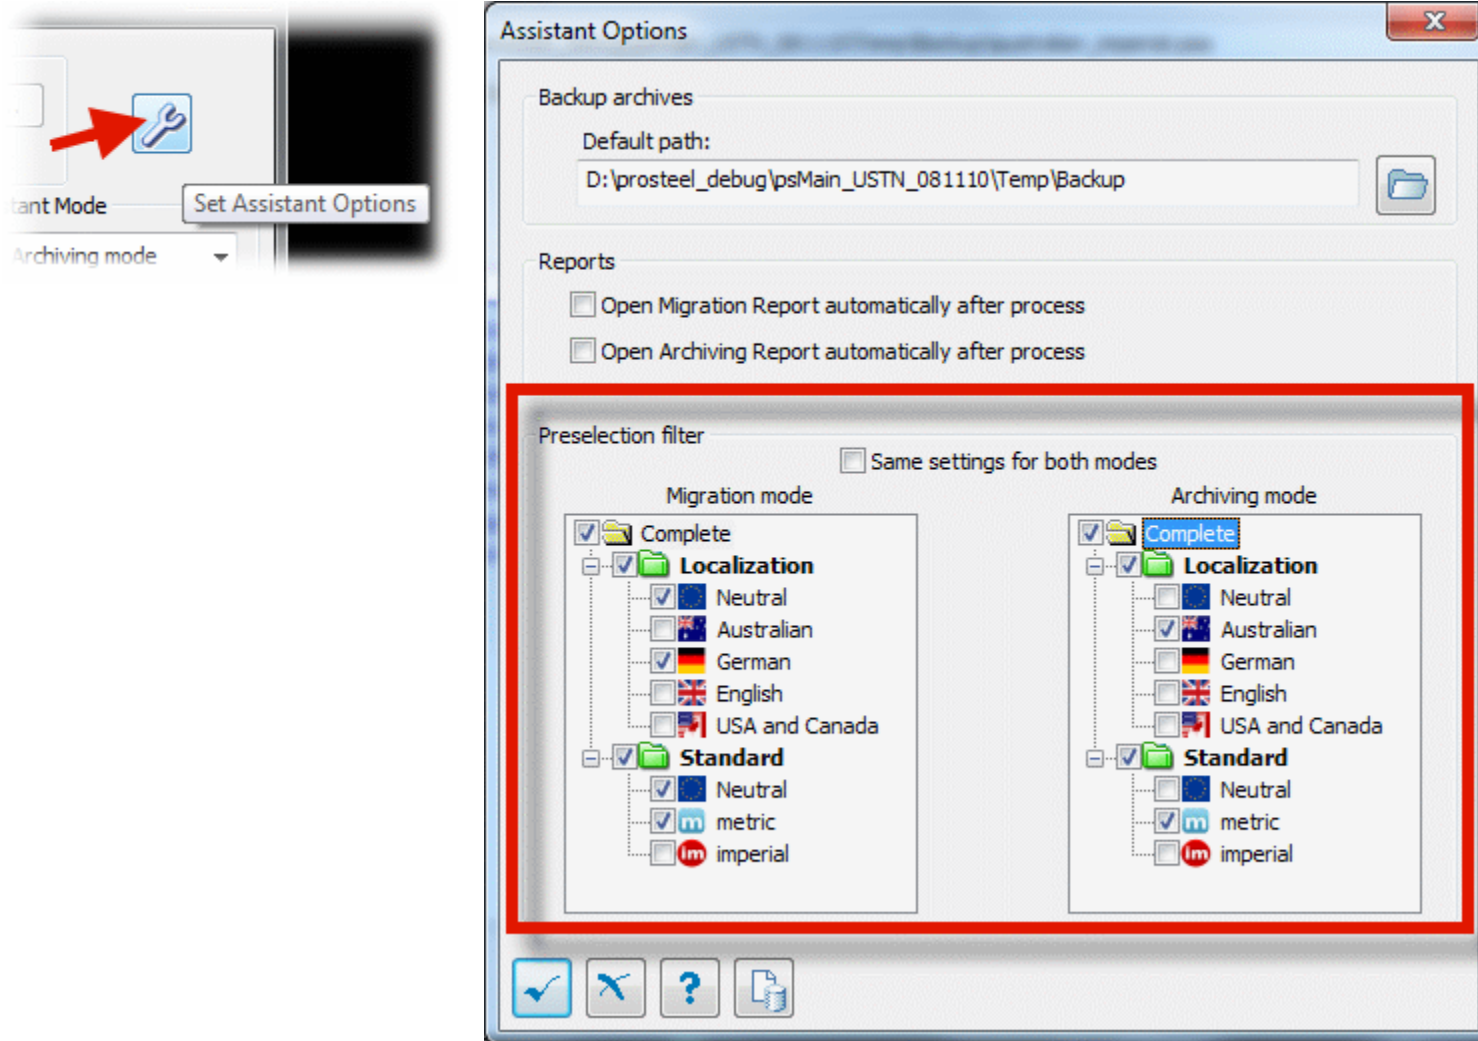 tant Mode
Set Assistant Options
Archiving mode
Assistant Options
Backup archives
Default path:
D:\prosteel_debug\psMain_USTN_081110\Temp\Backup
Reports
Open Migration Report automatically after process
Open Archiving Report automatically after process
Preselection filter
Same settings for both modes
Migration mode
Complete
Localization
Neutral
Australian
German
English
USA and Canada
Standard
Neutral
m metric
Im imperial
Archiving mode
Complete
Localization
Neutral
Australian
German
English
USA and Canada
Standard
Neutral
m metric
Im imperial
?